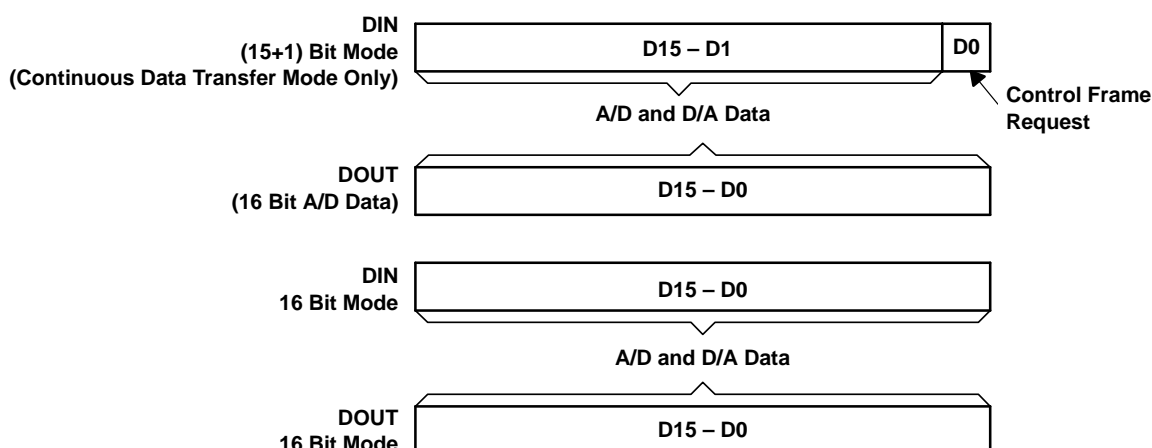 DIN
(15+1) Bit Mode
(Continuous Data Transfer Mode Only)
D15 – D1
D0
A/D and D/A Data
Control Frame
Request
DOUT
(16 Bit A/D Data)
D15 – D0
DIN
16 Bit Mode
D15 – D0
A/D and D/A Data
DOUT
16 Bit Mode
D15 – D0